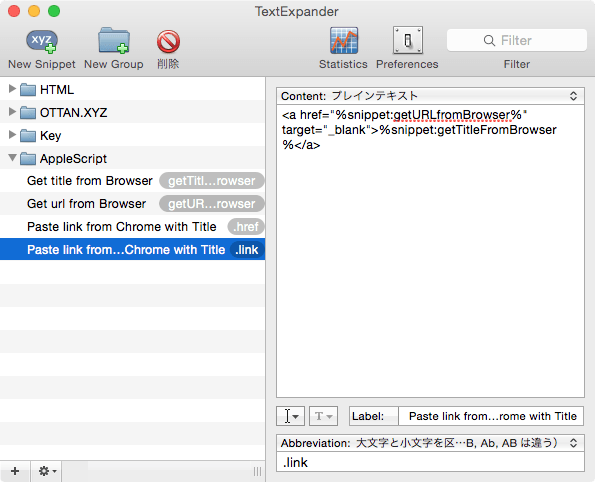 TextExpander
xyz
New Snippet
New Group
削除
Statistics
Preferences
Filter
Filter
HTML
OTTAN.XYZ
Key
AppleScript
Get title from Browser getTitl…rowser
Get url from Browser getUR…rowser
Paste link from Chrome with Title .href
Paste link from…Chrome with Title .link
Content: プレインテキスト
<a href="%snippet:getURLfromBrowser%"
target="_blank">%snippet:getTitleFromBrowser
%</a>
T
Label: Paste link from…rome with Title
Abbreviation: 大文字と小文字を区…B, Ab, AB は違う）
.link